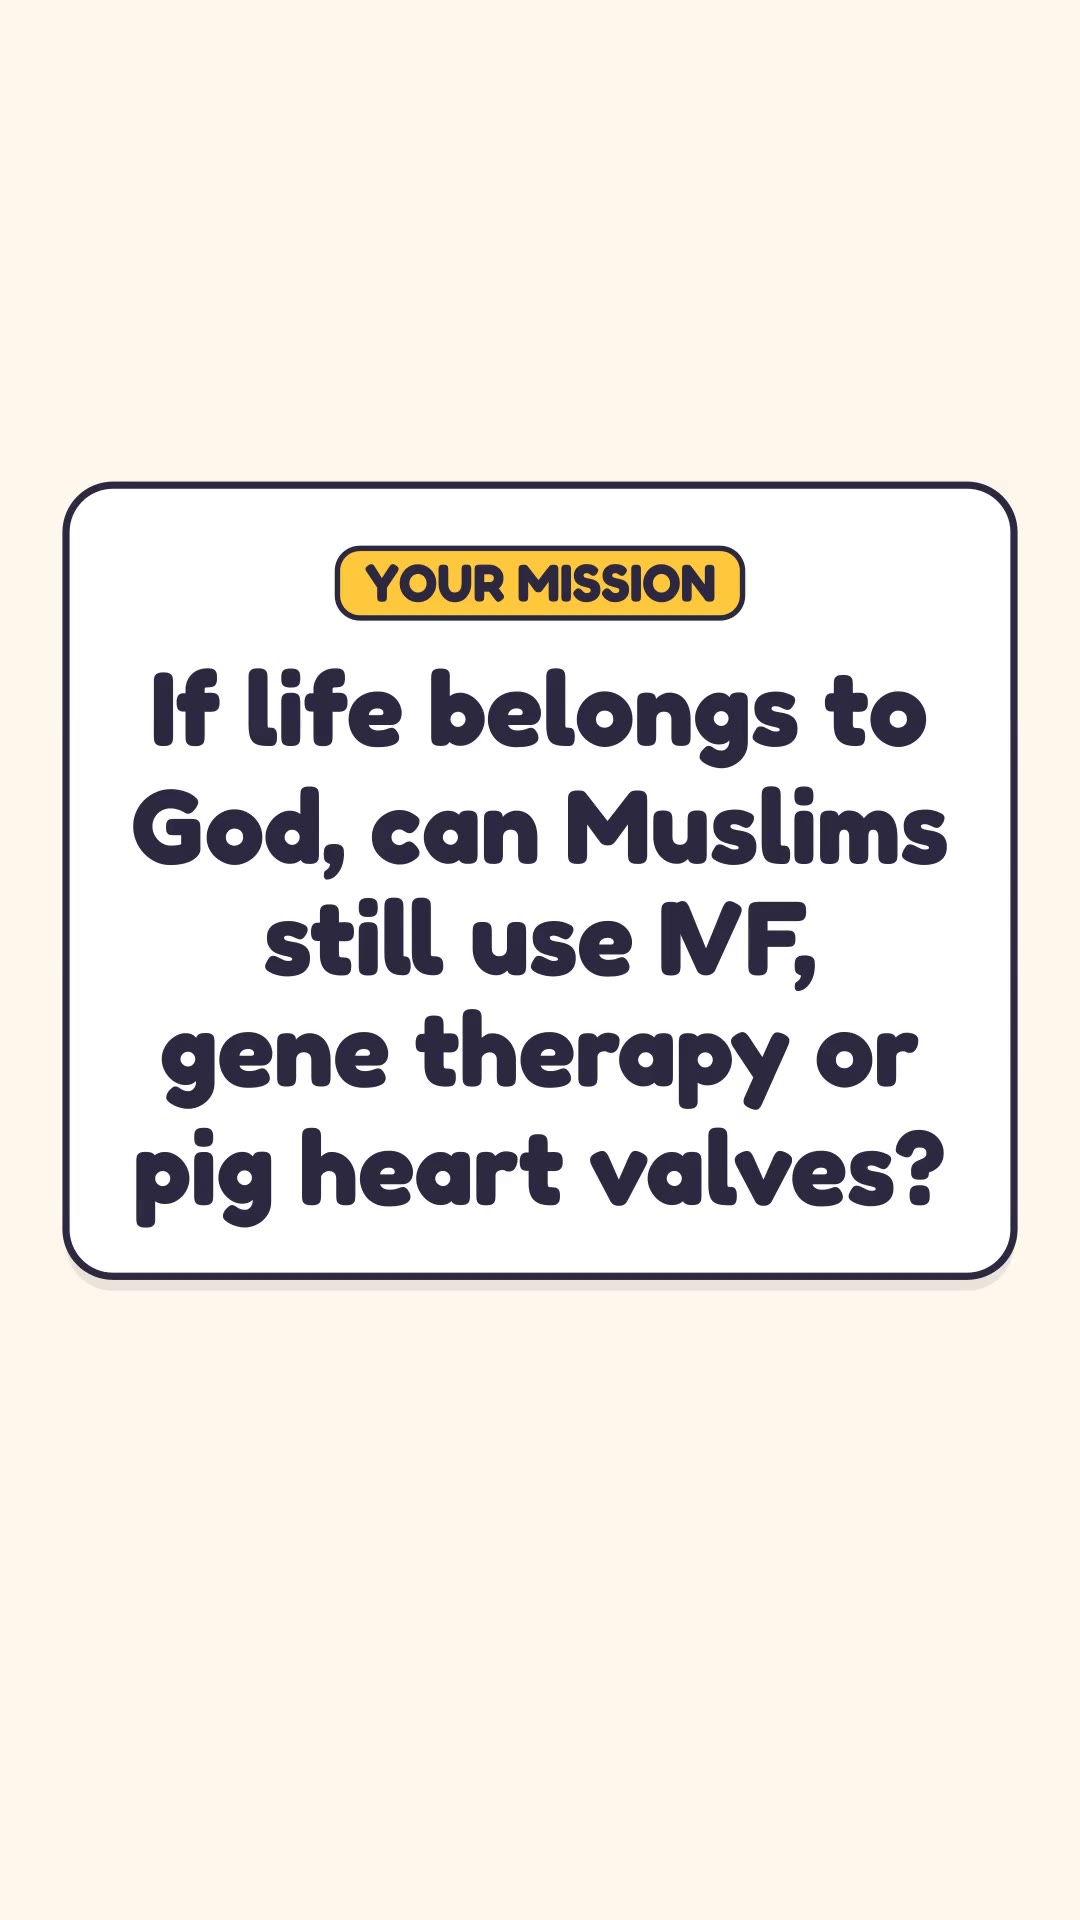 YOUR MISSION
If life belongs to
God, can Muslims
still use IVF,
gene therapy or
pig heart valves?